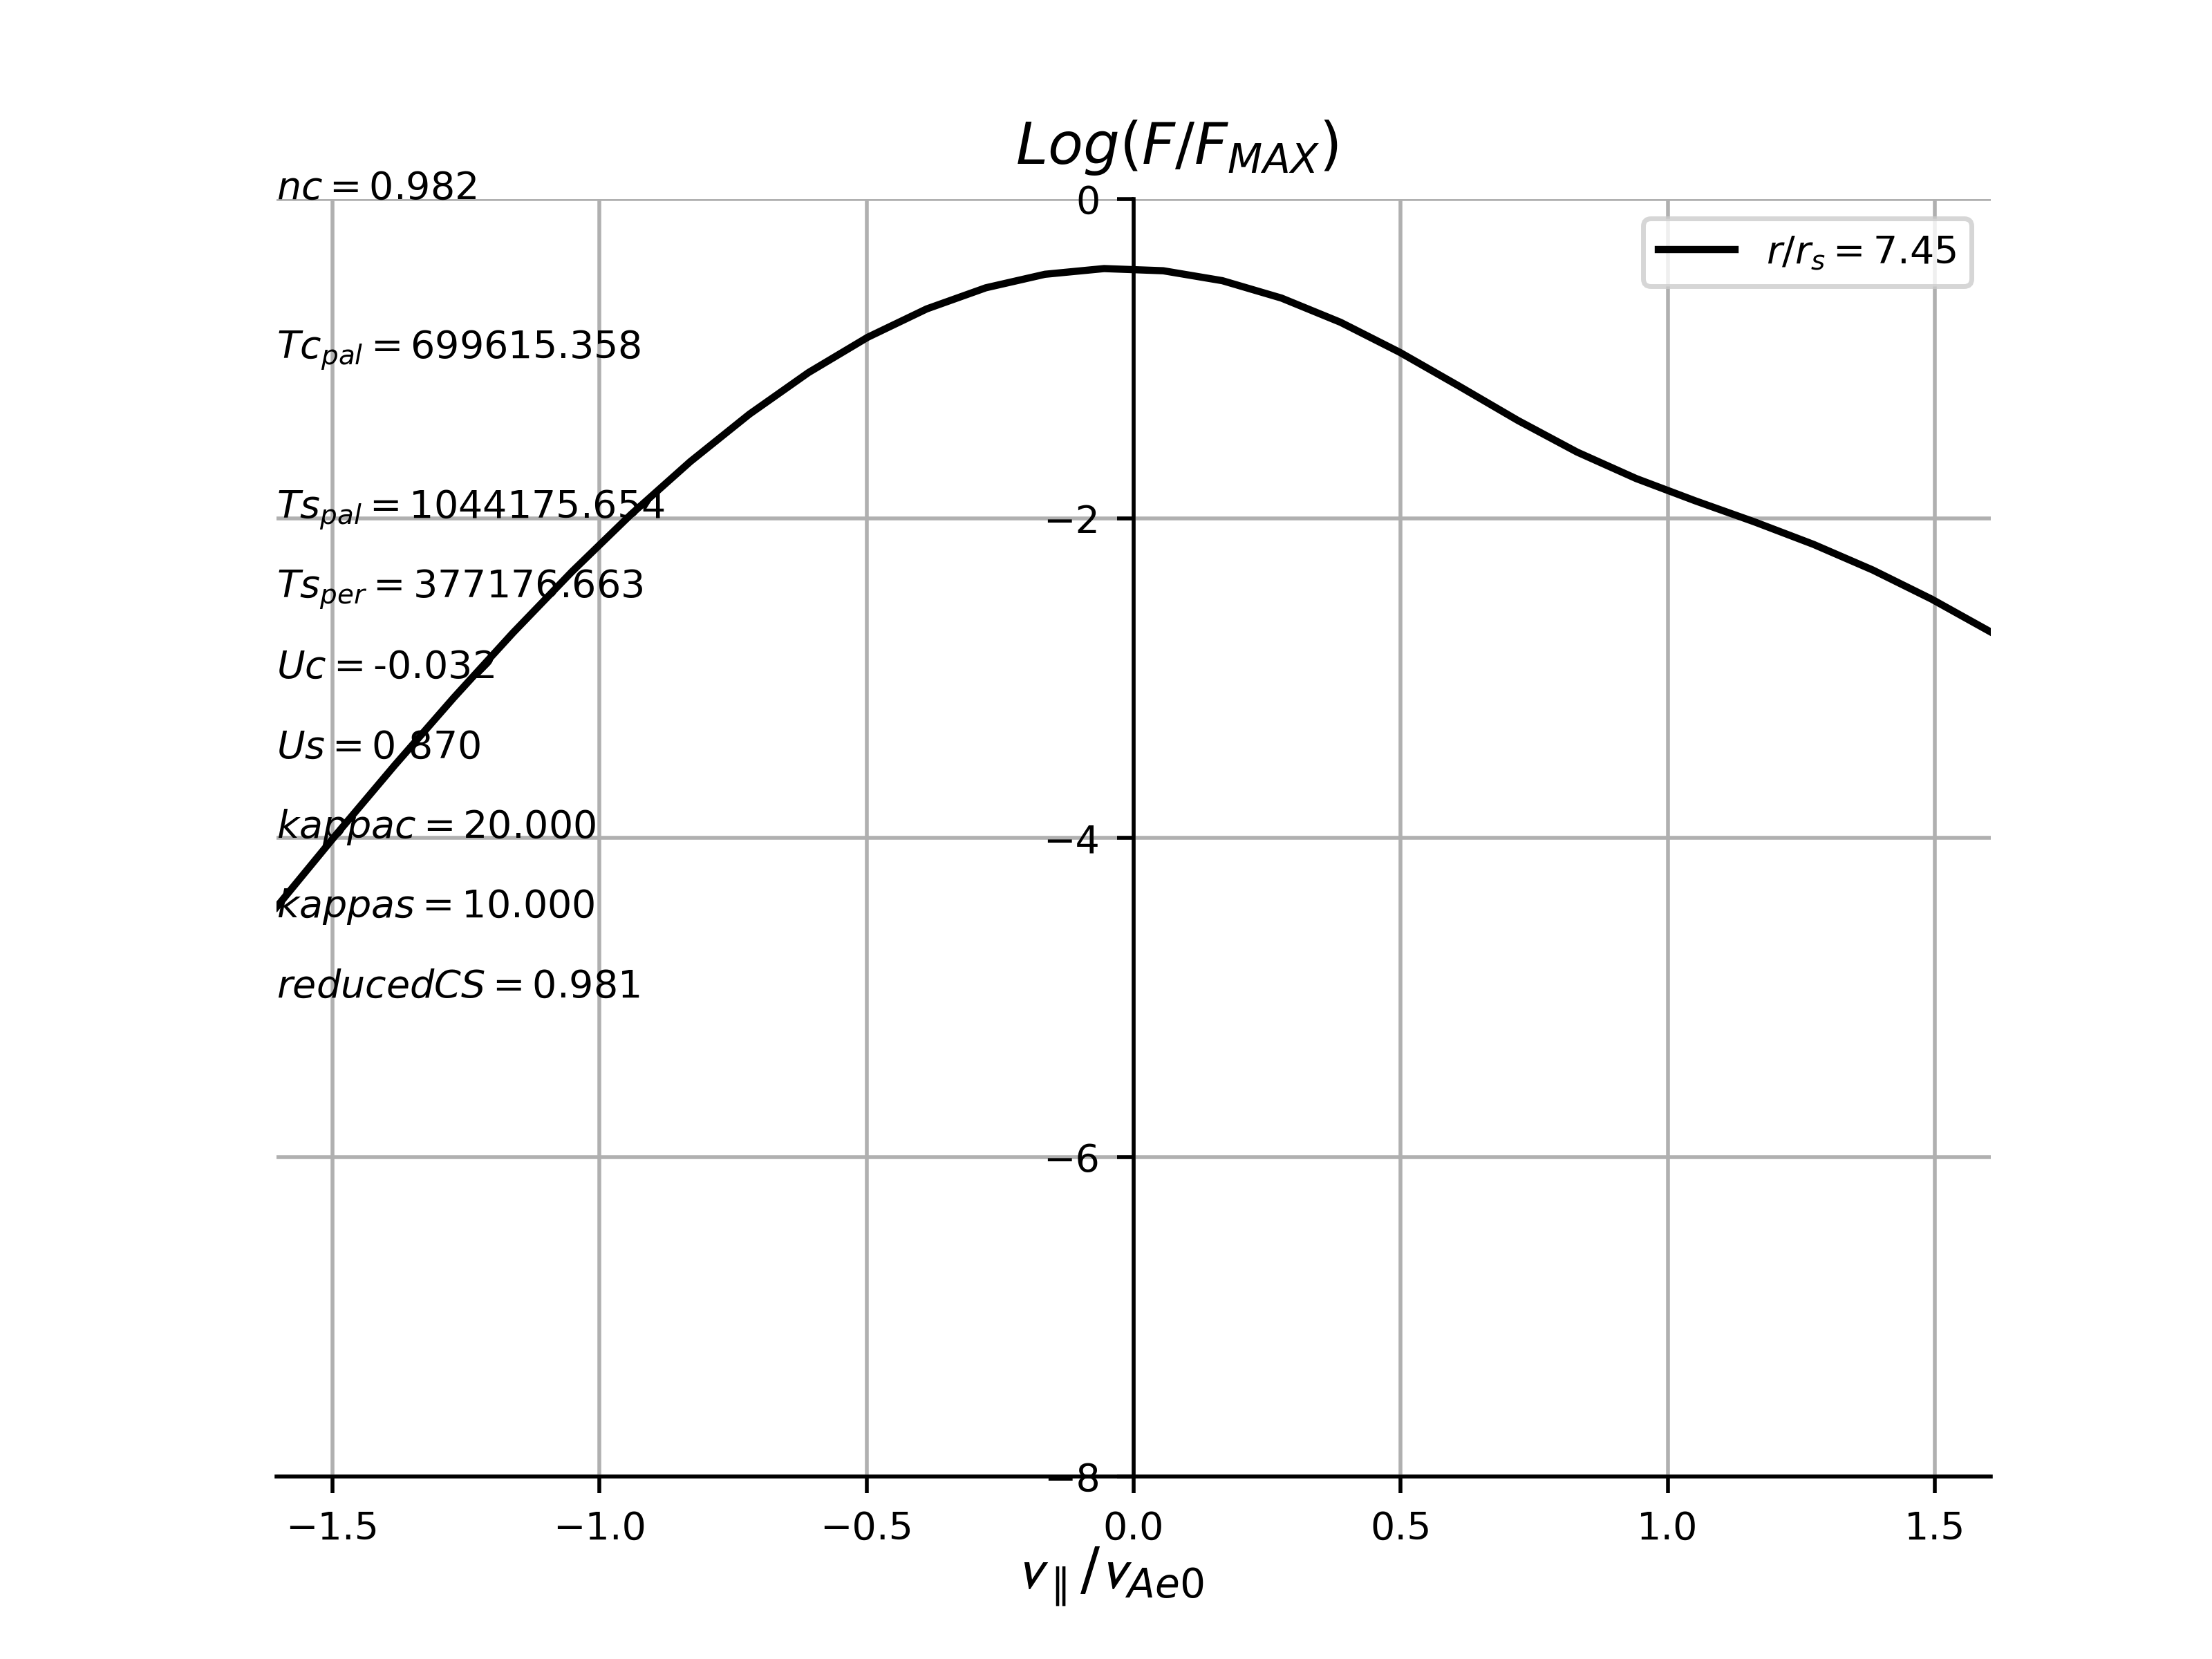 Log(F/F_MAX)
nc = 0.982
0
r/r_s = 7.45
Tc_pal = 699615.358
Ts_pal = 1044175.654
−2
Ts_per = 377176.663
Uc = -0.032
Us = 0.870
kappac = 20.000
−4
kappas = 10.000
reducedCS = 0.981
−6
−8
−1.5 −1.0 −0.5 0.0 0.5 1.0 1.5
v_∥/v_Ae0